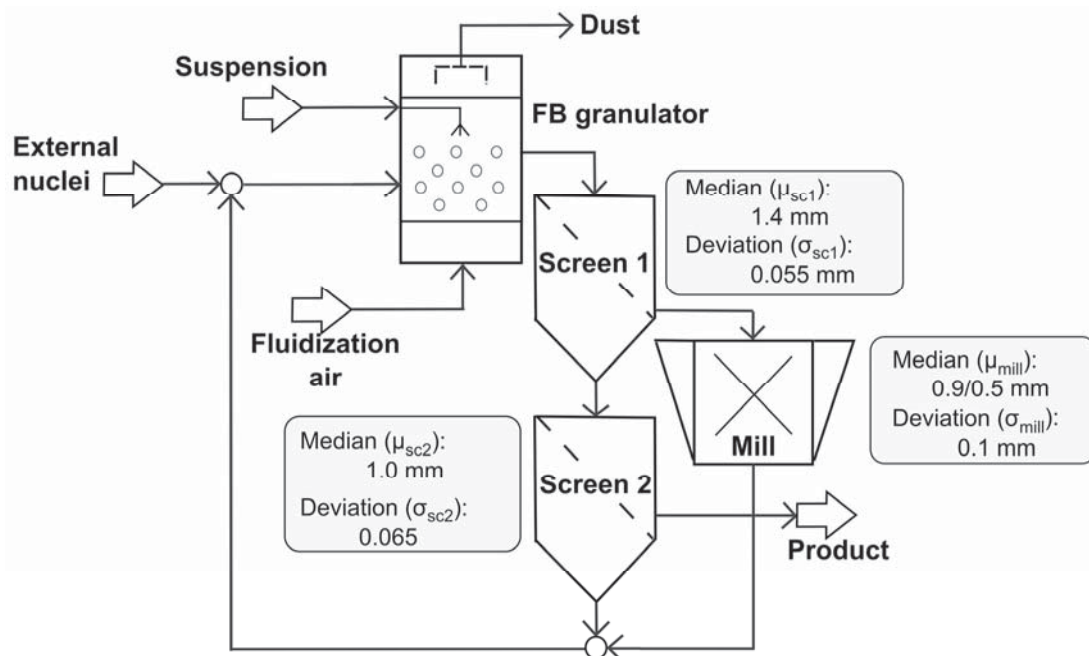 Dust
Suspension
FB granulator
External
nuclei
Median (μsc1):
1.4 mm
Deviation (σsc1):
0.055 mm
Screen 1
Fluidization
air
Median (μmill):
0.9/0.5 mm
Deviation (σmill):
0.1 mm
Mill
Median (μsc2):
1.0 mm
Deviation (σsc2):
0.065
Screen 2
Product